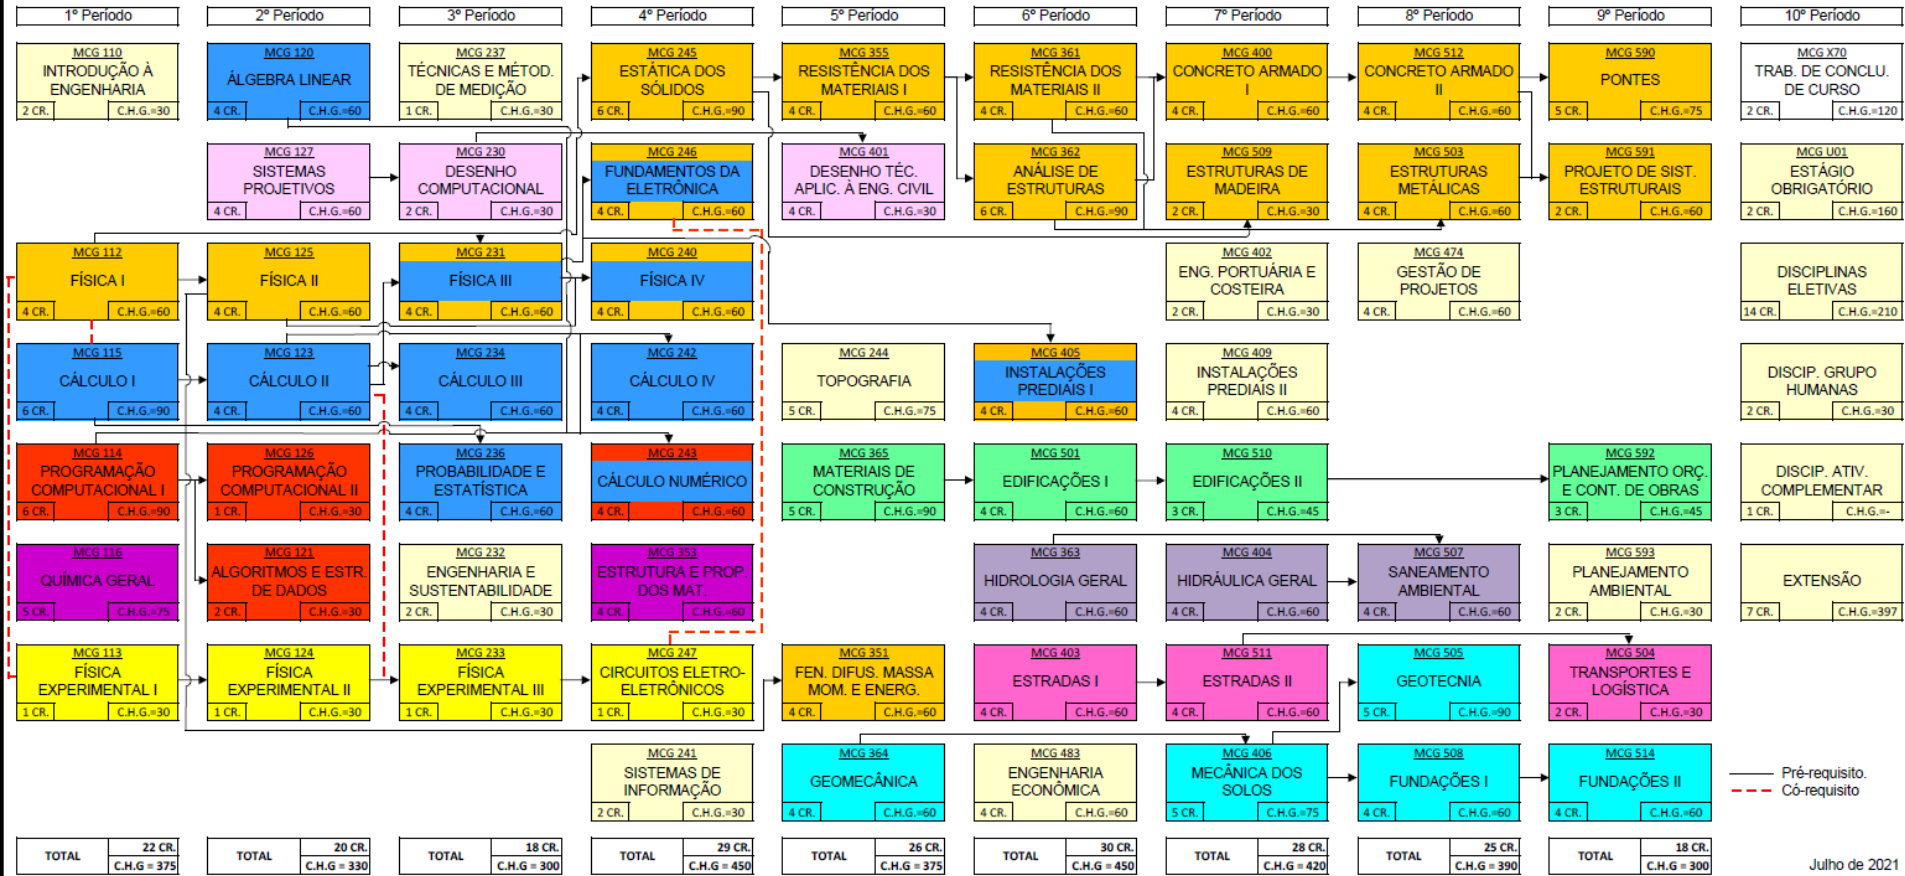 1º Período
2º Período
3º Período
4º Período
5º Período
6º Período
7º Período
8º Período
9º Período
10º Período
MCG 110
INTRODUÇÃO À
ENGENHARIA
2 CR. C.H.G.=30
MCG 120
ÁLGEBRA LINEAR
4 CR. C.H.G.=60
MCG 237
TÉCNICAS E MÉTOD.
DE MEDIÇÃO
1 CR. C.H.G.=30
MCG 245
ESTÁTICA DOS
SÓLIDOS
6 CR. C.H.G.=90
MCG 355
RESISTÊNCIA DOS
MATERIAIS I
4 CR. C.H.G.=60
MCG 361
RESISTÊNCIA DOS
MATERIAIS II
4 CR. C.H.G.=60
MCG 400
CONCRETO ARMADO
I
4 CR. C.H.G.=60
MCG 512
CONCRETO ARMADO
II
4 CR. C.H.G.=60
MCG 590
PONTES
5 CR. C.H.G.=75
MCG X70
TRAB. DE CONCLU.
DE CURSO
2 CR. C.H.G.=120
MCG 127
SISTEMAS
PROJETIVOS
4 CR. C.H.G.=60
MCG 230
DESENHO
COMPUTACIONAL
2 CR. C.H.G.=30
MCG 246
FUNDAMENTOS DA
ELETRÔNICA
4 CR. C.H.G.=60
MCG 401
DESENHO TÉC.
APLIC. À ENG. CIVIL
4 CR. C.H.G.=30
MCG 362
ANÁLISE DE
ESTRUTURAS
6 CR. C.H.G.=90
MCG 509
ESTRUTURAS DE
MADEIRA
2 CR. C.H.G.=30
MCG 503
ESTRUTURAS
METÁLICAS
4 CR. C.H.G.=60
MCG 591
PROJETO DE SIST.
ESTRUTURAIS
2 CR. C.H.G.=60
MCG U01
ESTÁGIO
OBRIGATÓRIO
2 CR. C.H.G.=160
MCG 112
FÍSICA I
4 CR. C.H.G.=60
MCG 125
FÍSICA II
4 CR. C.H.G.=60
MCG 231
FÍSICA III
4 CR. C.H.G.=60
MCG 240
FÍSICA IV
4 CR. C.H.G.=60
MCG 402
ENG. PORTUÁRIA E
COSTEIRA
2 CR. C.H.G.=30
MCG 474
GESTÃO DE
PROJETOS
4 CR. C.H.G.=60
DISCIPLINAS
ELETIVAS
14 CR. C.H.G.=210
MCG 115
CÁLCULO I
6 CR. C.H.G.=90
MCG 123
CÁLCULO II
4 CR. C.H.G.=60
MCG 234
CÁLCULO III
4 CR. C.H.G.=60
MCG 242
CÁLCULO IV
4 CR. C.H.G.=60
MCG 244
TOPOGRAFIA
5 CR. C.H.G.=75
MCG 405
INSTALAÇÕES
PREDIAIS I
4 CR. C.H.G.=60
MCG 409
INSTALAÇÕES
PREDIAIS II
4 CR. C.H.G.=60
DISCIP. GRUPO
HUMANAS
2 CR. C.H.G.=30
MCG 114
PROGRAMAÇÃO
COMPUTACIONAL I
6 CR. C.H.G.=90
MCG 126
PROGRAMAÇÃO
COMPUTACIONAL II
1 CR. C.H.G.=30
MCG 236
PROBABILIDADE E
ESTATÍSTICA
4 CR. C.H.G.=60
MCG 243
CÁLCULO NUMÉRICO
4 CR. C.H.G.=60
MCG 365
MATERIAIS DE
CONSTRUÇÃO
5 CR. C.H.G.=90
MCG 501
EDIFICAÇÕES I
4 CR. C.H.G.=60
MCG 510
EDIFICAÇÕES II
3 CR. C.H.G.=45
MCG 592
PLANEJAMENTO ORÇ.
E CONT. DE OBRAS
3 CR. C.H.G.=45
DISCIP. ATIV.
COMPLEMENTAR
1 CR. C.H.G.=-
MCG 116
QUÍMICA GERAL
5 CR. C.H.G.=75
MCG 121
ALGORITMOS E ESTR.
DE DADOS
2 CR. C.H.G.=30
MCG 232
ENGENHARIA E
SUSTENTABILIDADE
2 CR. C.H.G.=30
MCG 353
ESTRUTURA E PROP.
DOS MAT.
4 CR. C.H.G.=60
MCG 363
HIDROLOGIA GERAL
4 CR. C.H.G.=60
MCG 404
HIDRÁULICA GERAL
4 CR. C.H.G.=60
MCG 507
SANEAMENTO
AMBIENTAL
4 CR. C.H.G.=60
MCG 593
PLANEJAMENTO
AMBIENTAL
2 CR. C.H.G.=30
EXTENSÃO
7 CR. C.H.G.=397
MCG 113
FÍSICA
EXPERIMENTAL I
1 CR. C.H.G.=30
MCG 124
FÍSICA
EXPERIMENTAL II
1 CR. C.H.G.=30
MCG 233
FÍSICA
EXPERIMENTAL III
1 CR. C.H.G.=30
MCG 247
CIRCUITOS ELETRO-
ELETRÔNICOS
1 CR. C.H.G.=30
MCG 351
FEN. DIFUS. MASSA
MOM. E ENERG.
4 CR. C.H.G.=60
MCG 403
ESTRADAS I
4 CR. C.H.G.=60
MCG 511
ESTRADAS II
4 CR. C.H.G.=60
MCG 505
GEOTECNIA
5 CR. C.H.G.=90
MCG 504
TRANSPORTES E
LOGÍSTICA
2 CR. C.H.G.=30
MCG 241
SISTEMAS DE
INFORMAÇÃO
2 CR. C.H.G.=30
MCG 364
GEOMECÂNICA
4 CR. C.H.G.=60
MCG 483
ENGENHARIA
ECONÔMICA
4 CR. C.H.G.=60
MCG 406
MECÂNICA DOS
SOLOS
5 CR. C.H.G.=75
MCG 508
FUNDAÇÕES I
4 CR. C.H.G.=60
MCG 514
FUNDAÇÕES II
4 CR. C.H.G.=60
Pré-requisito.
Có-requisito
TOTAL 22 CR.
C.H.G = 375
TOTAL 20 CR.
C.H.G = 330
TOTAL 18 CR.
C.H.G = 300
TOTAL 29 CR.
C.H.G = 450
TOTAL 26 CR.
C.H.G = 375
TOTAL 30 CR.
C.H.G = 450
TOTAL 28 CR.
C.H.G = 420
TOTAL 25 CR.
C.H.G = 390
TOTAL 18 CR.
C.H.G = 300
Julho de 2021